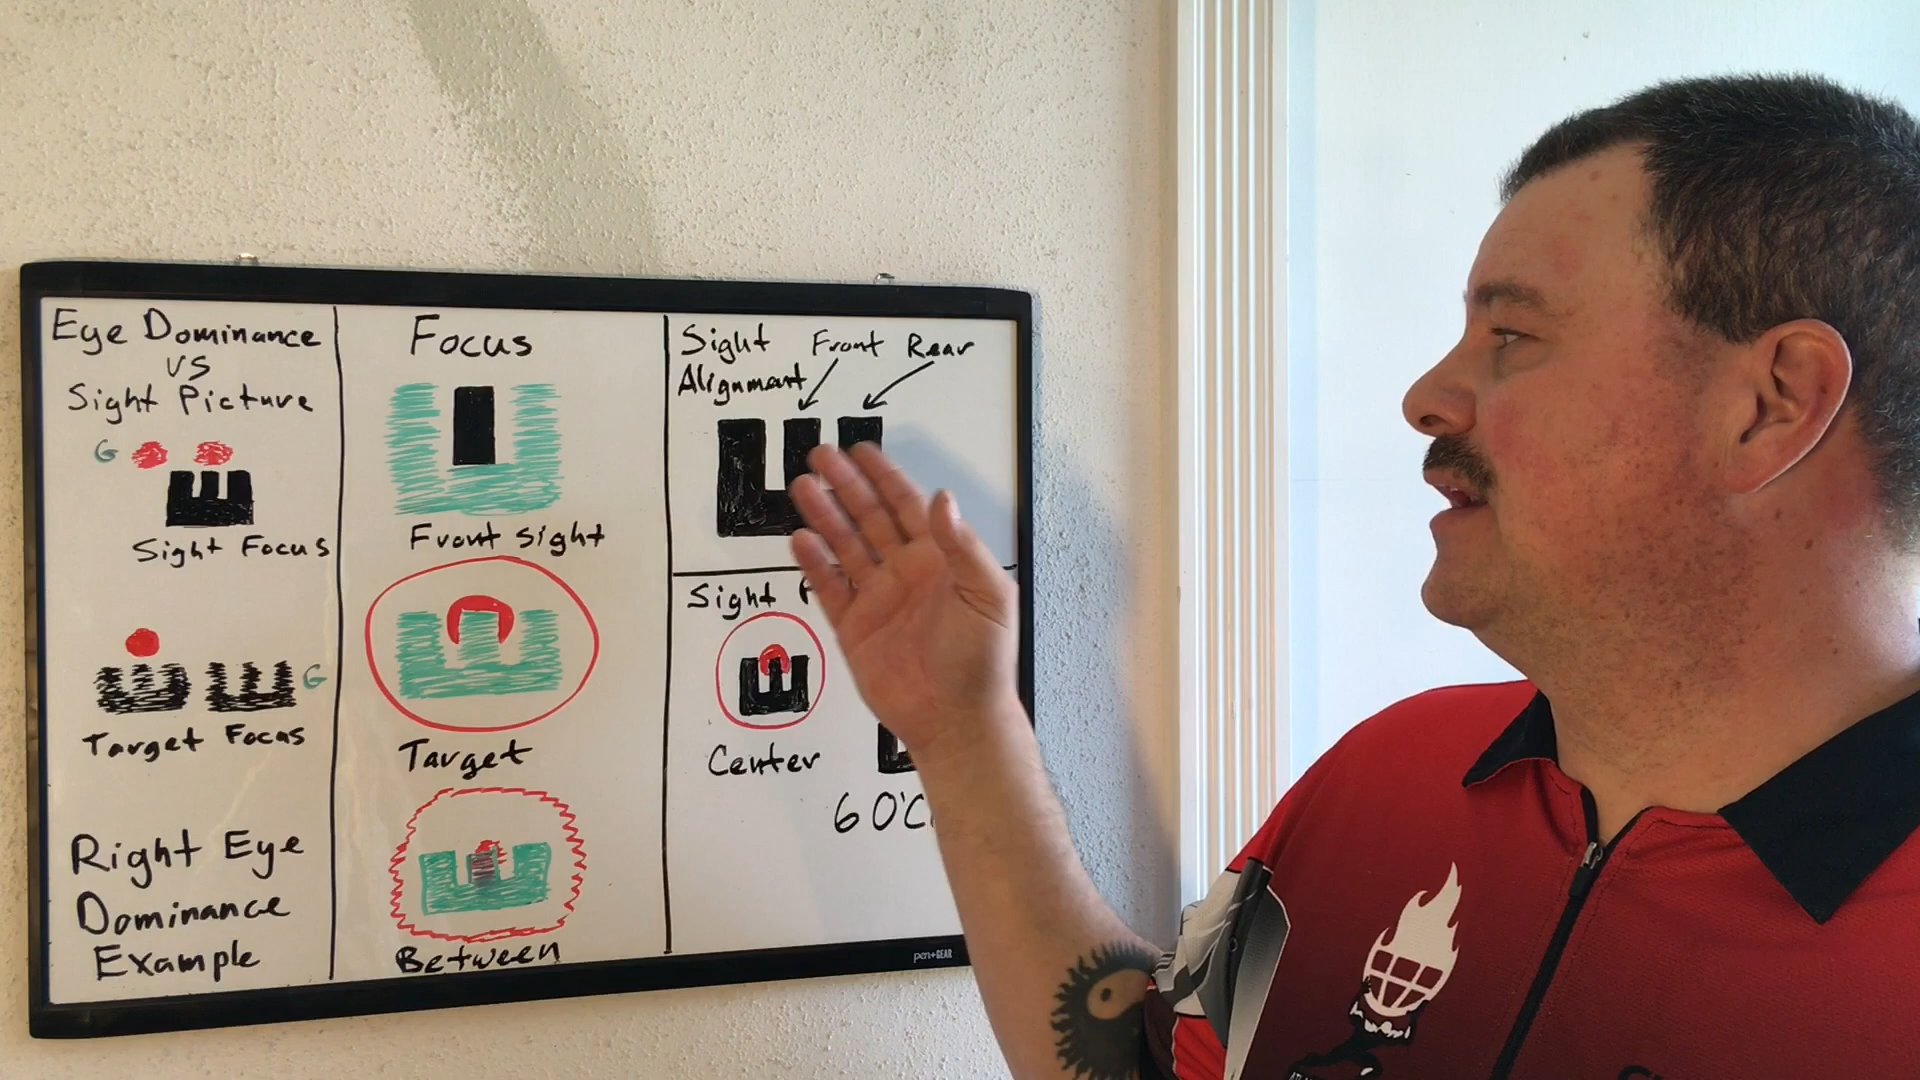 Eye Dominance
VS
Sight Picture
G
Sight Focus
G
Target Focus
Right Eye
Dominance
Example
Focus
Front sight
Target
Between
Sight
Alignment
Front Rear
Sight P
Center
6 O'C
pen+GEAR